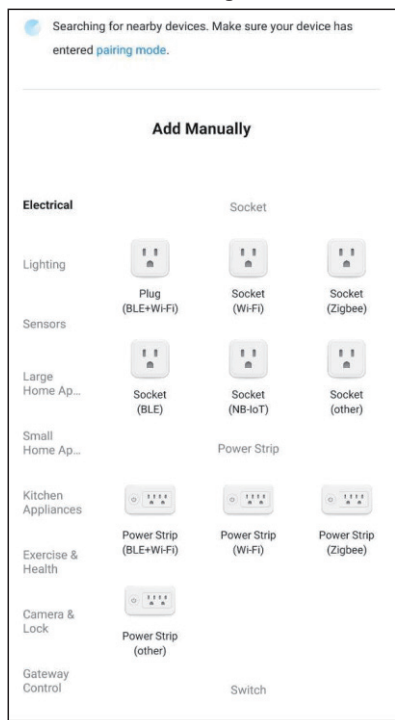 Searching for nearby devices. Make sure your device has
entered pairing mode.
Add Manually
Electrical
Lighting
Sensors
Large
Home Ap...
Small
Home Ap...
Kitchen
Appliances
Exercise &
Health
Camera &
Lock
Gateway
Control
Socket
Plug
(BLE+Wi-Fi)
Socket
(Wi-Fi)
Socket
(Zigbee)
Socket
(BLE)
Socket
(NB-IoT)
Socket
(other)
Power Strip
Power Strip
(BLE+Wi-Fi)
Power Strip
(Wi-Fi)
Power Strip
(Zigbee)
Power Strip
(other)
Switch